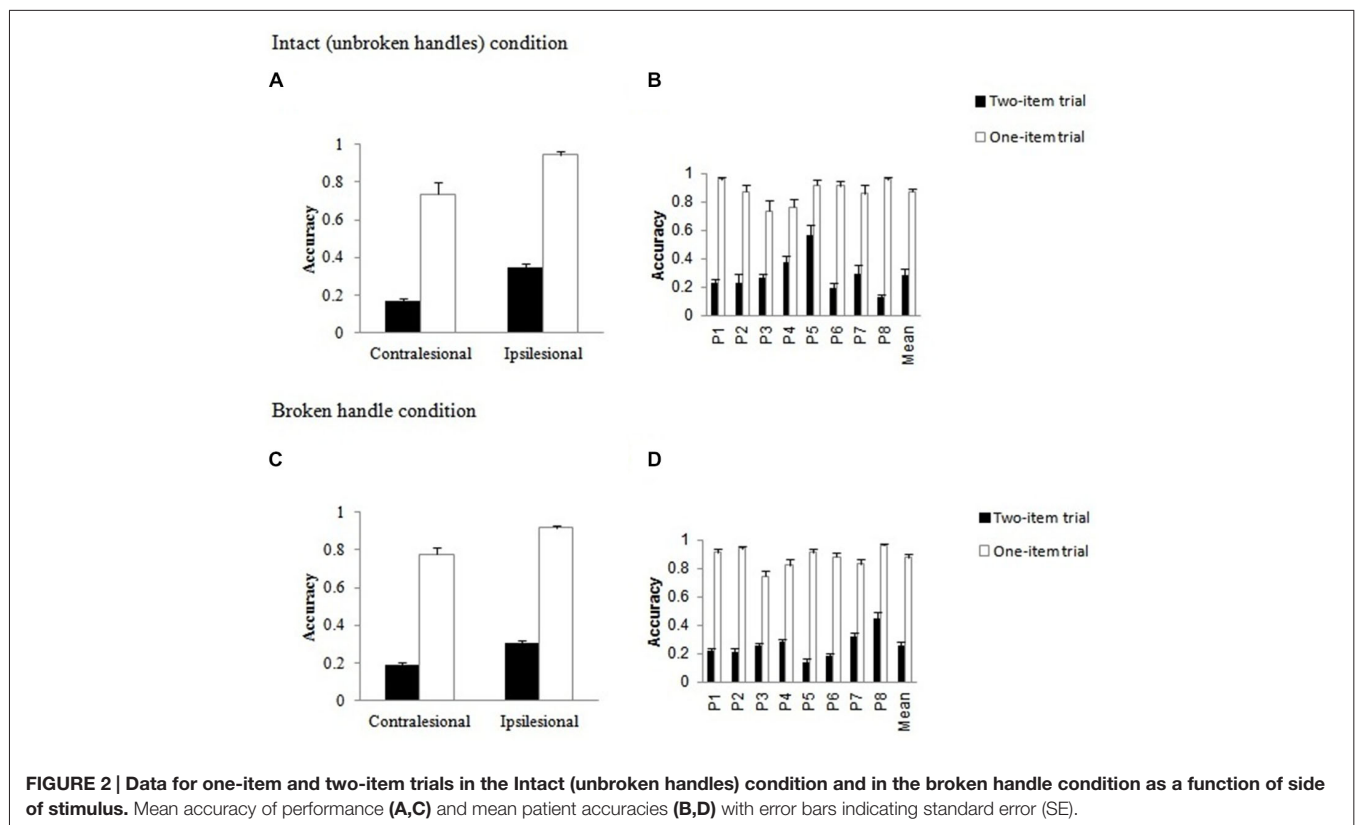 Intact (unbroken handles) condition
A
Accuracy
1
0.8
0.6
0.4
0.2
0
Contralesional Ipsilesional
B
Two-item trial
One-item trial
Accuracy
1
0.8
0.6
0.4
0.2
0
P1 P2 P3 P4 P5 P6 P7 P8 Mean
Broken handle condition
C
Accuracy
1
0.8
0.6
0.4
0.2
0
Contralesional Ipsilesional
D
Two-item trial
One-item trial
Accuracy
1
0.8
0.6
0.4
0.2
0
P1 P2 P3 P4 P5 P6 P7 P8 Mean
FIGURE 2 | Data for one-item and two-item trials in the Intact (unbroken handles) condition and in the broken handle condition as a function of side
of stimulus. Mean accuracy of performance (A,C) and mean patient accuracies (B,D) with error bars indicating standard error (SE).